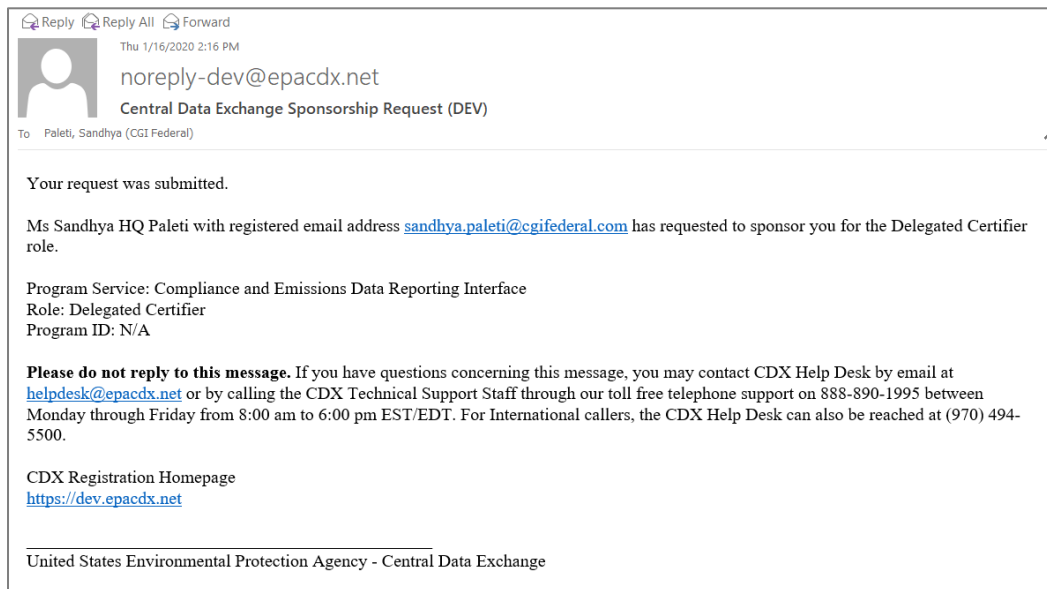 Reply Reply All Forward
Thu 1/16/2020 2:16 PM
noreply-dev@epacdx.net
Central Data Exchange Sponsorship Request (DEV)
To Paleti, Sandhya (CGI Federal)
Your request was submitted.
Ms Sandhya HQ Paleti with registered email address sandhya.paleti@cgifederal.com has requested to sponsor you for the Delegated Certifier
role.
Program Service: Compliance and Emissions Data Reporting Interface
Role: Delegated Certifier
Program ID: N/A
Please do not reply to this message. If you have questions concerning this message, you may contact CDX Help Desk by email at
helpdesk@epacdx.net or by calling the CDX Technical Support Staff through our toll free telephone support on 888-890-1995 between
Monday through Friday from 8:00 am to 6:00 pm EST/EDT. For International callers, the CDX Help Desk can also be reached at (970) 494-
5500.
CDX Registration Homepage
https://dev.epacdx.net
United States Environmental Protection Agency - Central Data Exchange